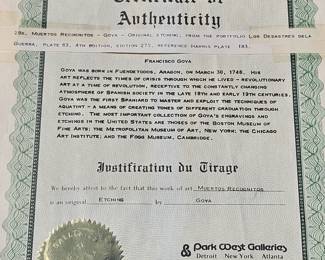 Certificate of
Authenticity
28R. Muertos Recognitos - Goya - Original etching, from the portfolio Los Desastres dela
Guerra, plate 63, 4th edition, edition 277, reference Harris plate 183.
Francisco Goya
Goya was born in Fuendetodos, Aragon, on March 30, 1746. His
art reflects the times of crisis through which he lived - revolutionary
art at a time of revolution, receptive to the constantly changing
atmosphere of Spanish society in the late 18th and early 19th centuries.
Goya was the first Spaniard to master and exploit the techniques of
aquatint a means of creating tones of different gradation through
etching. The most important collection of Goya's engravings and
etchings in the United States are thoses of the Boston Museum of
Fine Arts; the Metropolitan Museum of Art, New York; the Chicago
Art Institute; and the Fogg Museum, Cambridge.
Justification du Tirage
We hereby attest to the fact that this work of art Muertos Recognitos
is an original Etching by Goya
Park West Galleries
Detroit New York Atlanta